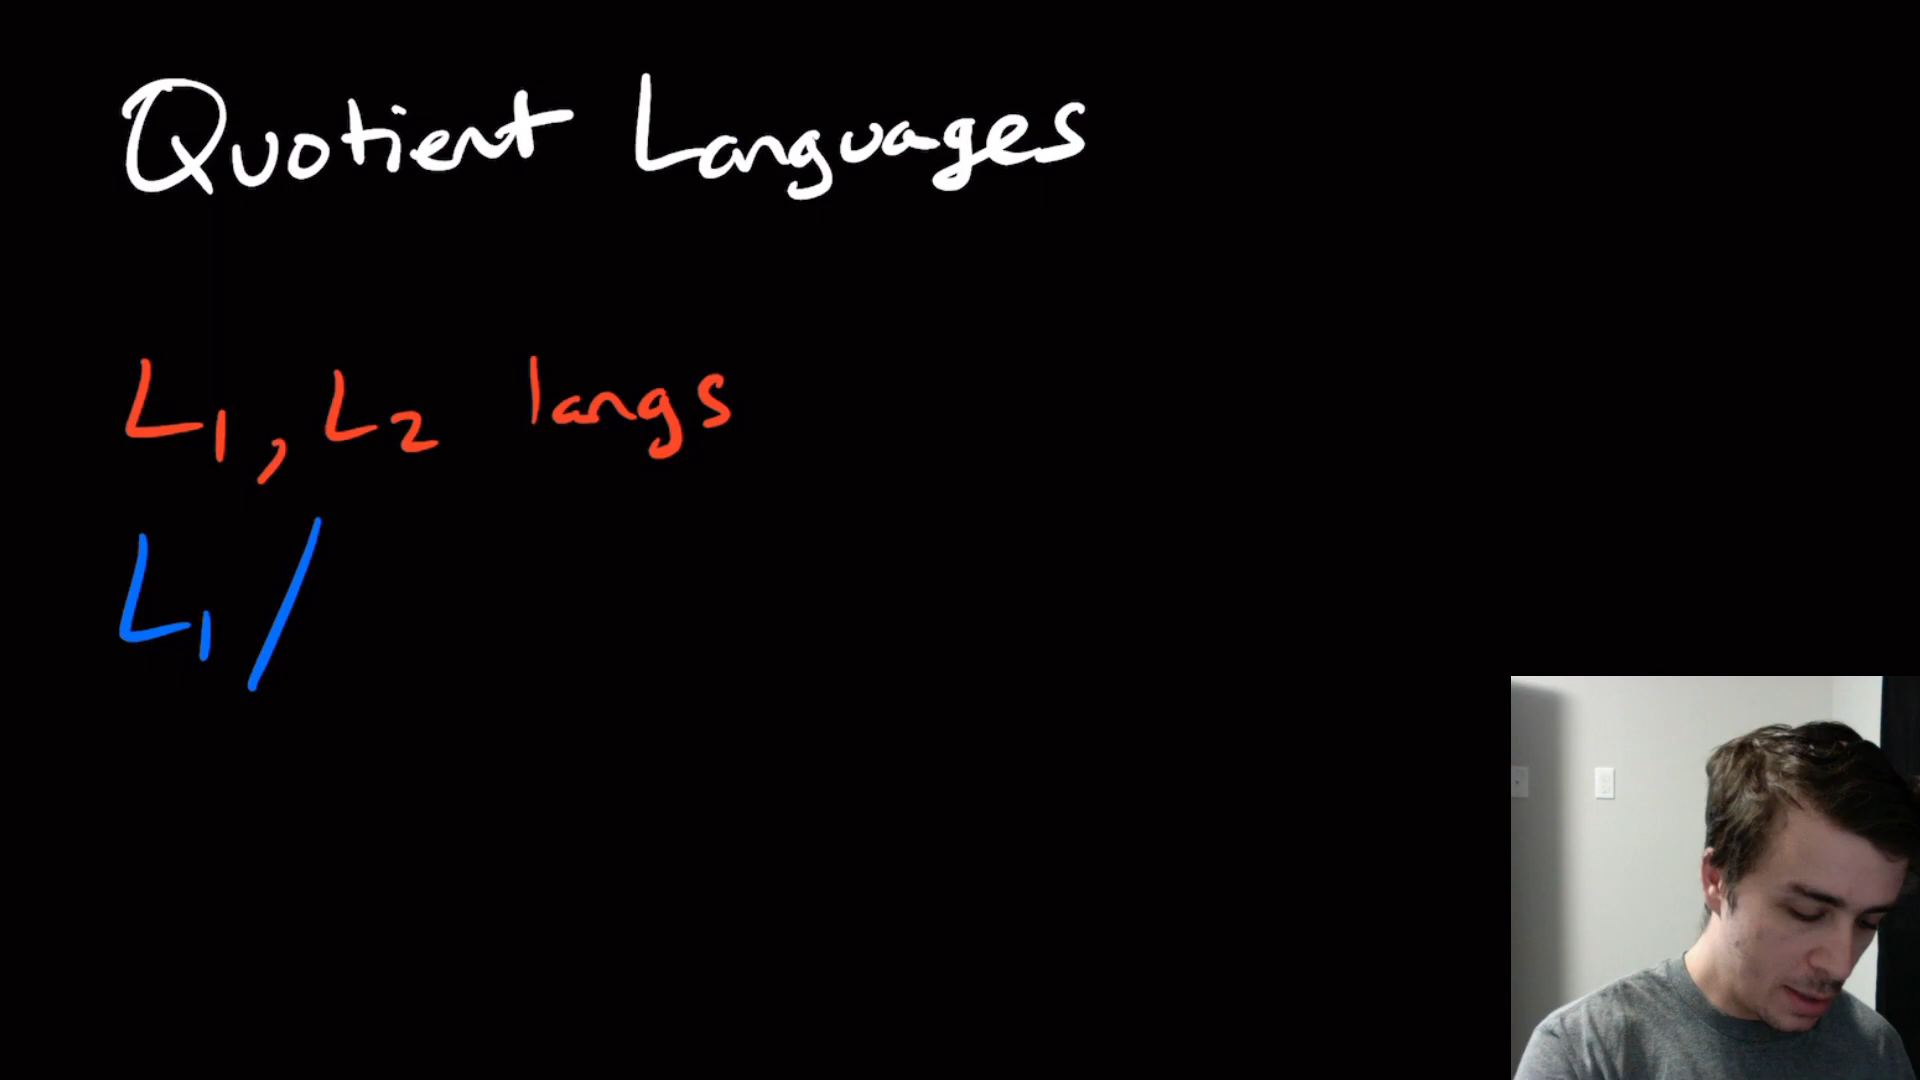 Quotient Languages
L₁, L₂ langs
L₁ /